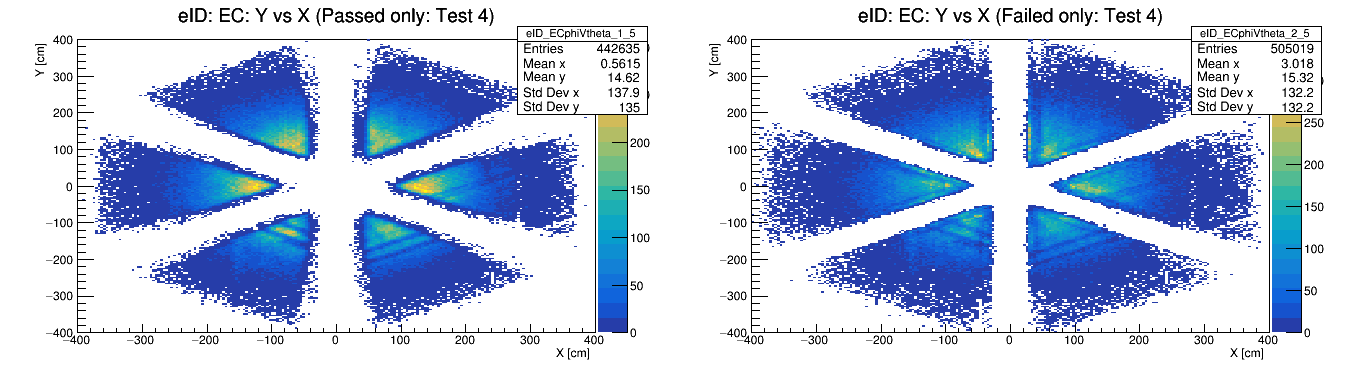 eID: EC: Y vs X (Passed only: Test 4)
eID_ECphiVtheta_1_5
Entries 442635
Mean x 0.5615
Mean y 14.62
Std Dev x 137.9
Std Dev y 135
Y [cm]
400
300
200
100
0
−100
−200
−300
−400
−400 −300 −200 −100 0 100 200 300 400
X [cm]
200
150
100
50
0
eID: EC: Y vs X (Failed only: Test 4)
eID_ECphiVtheta_2_5
Entries 505019
Mean x 3.018
Mean y 15.32
Std Dev x 132.2
Std Dev y 132.2
Y [cm]
400
300
200
100
0
−100
−200
−300
−400
−400 −300 −200 −100 0 100 200 300 400
X [cm]
250
200
150
100
50
0